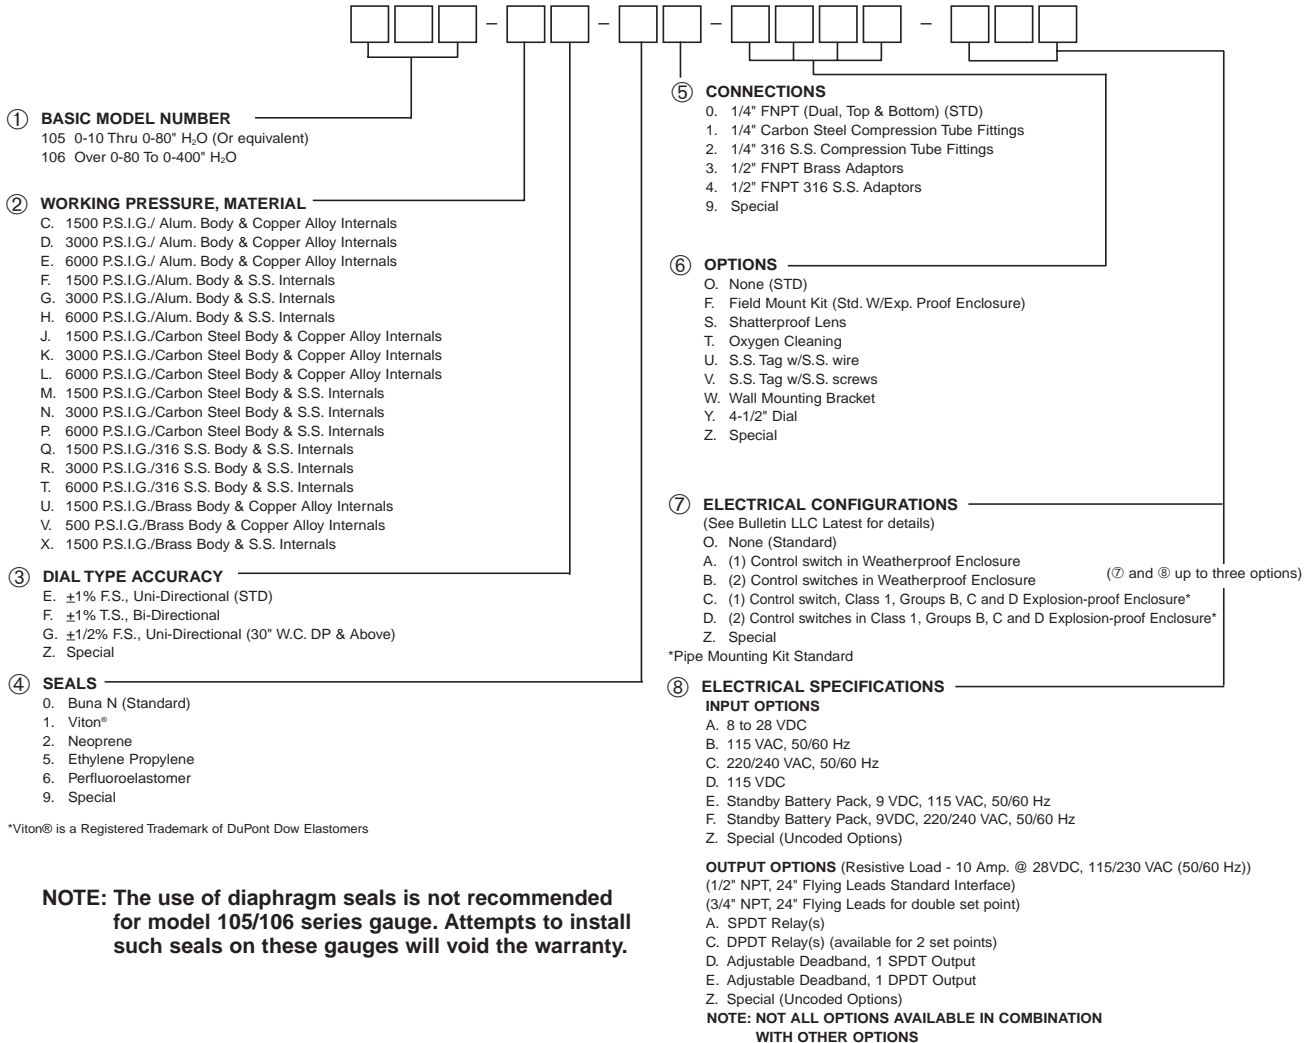 ① BASIC MODEL NUMBER
105 0-10 Thru 0-80" H₂O (Or equivalent)
106 Over 0-80 To 0-400" H₂O
② WORKING PRESSURE, MATERIAL
C. 1500 P.S.I.G./ Alum. Body & Copper Alloy Internals
D. 3000 P.S.I.G./ Alum. Body & Copper Alloy Internals
E. 6000 P.S.I.G./ Alum. Body & Copper Alloy Internals
F. 1500 P.S.I.G./Alum. Body & S.S. Internals
G. 3000 P.S.I.G./Alum. Body & S.S. Internals
H. 6000 P.S.I.G./Alum. Body & S.S. Internals
J. 1500 P.S.I.G./Carbon Steel Body & Copper Alloy Internals
K. 3000 P.S.I.G./Carbon Steel Body & Copper Alloy Internals
L. 6000 P.S.I.G./Carbon Steel Body & Copper Alloy Internals
M. 1500 P.S.I.G./Carbon Steel Body & S.S. Internals
N. 3000 P.S.I.G./Carbon Steel Body & S.S. Internals
P. 6000 P.S.I.G./Carbon Steel Body & S.S. Internals
Q. 1500 P.S.I.G./316 S.S. Body & S.S. Internals
R. 3000 P.S.I.G./316 S.S. Body & S.S. Internals
T. 6000 P.S.I.G./316 S.S. Body & S.S. Internals
U. 1500 P.S.I.G./Brass Body & Copper Alloy Internals
V. 500 P.S.I.G./Brass Body & Copper Alloy Internals
X. 1500 P.S.I.G./Brass Body & S.S. Internals
③ DIAL TYPE ACCURACY
E. ±1% F.S., Uni-Directional (STD)
F. ±1% T.S., Bi-Directional
G. ±1/2% F.S., Uni-Directional (30" W.C. DP & Above)
Z. Special
④ SEALS
0. Buna N (Standard)
1. Viton®
2. Neoprene
5. Ethylene Propylene
6. Perfluoroelastomer
9. Special
*Viton® is a Registered Trademark of DuPont Dow Elastomers
NOTE: The use of diaphragm seals is not recommended
for model 105/106 series gauge. Attempts to install
such seals on these gauges will void the warranty.
⑤ CONNECTIONS
0. 1/4" FNPT (Dual, Top & Bottom) (STD)
1. 1/4" Carbon Steel Compression Tube Fittings
2. 1/4" 316 S.S. Compression Tube Fittings
3. 1/2" FNPT Brass Adaptors
4. 1/2" FNPT 316 S.S. Adaptors
9. Special
⑥ OPTIONS
O. None (STD)
F. Field Mount Kit (Std. W/Exp. Proof Enclosure)
S. Shatterproof Lens
T. Oxygen Cleaning
U. S.S. Tag w/S.S. wire
V. S.S. Tag w/S.S. screws
W. Wall Mounting Bracket
Y. 4-1/2" Dial
Z. Special
⑦ ELECTRICAL CONFIGURATIONS
(See Bulletin LLC Latest for details)
O. None (Standard)
A. (1) Control switch in Weatherproof Enclosure
B. (2) Control switches in Weatherproof Enclosure
(⑦ and ⑧ up to three options)
C. (1) Control switch, Class 1, Groups B, C and D Explosion-proof Enclosure*
D. (2) Control switches in Class 1, Groups B, C and D Explosion-proof Enclosure*
Z. Special
*Pipe Mounting Kit Standard
⑧ ELECTRICAL SPECIFICATIONS
INPUT OPTIONS
A. 8 to 28 VDC
B. 115 VAC, 50/60 Hz
C. 220/240 VAC, 50/60 Hz
D. 115 VDC
E. Standby Battery Pack, 9 VDC, 115 VAC, 50/60 Hz
F. Standby Battery Pack, 9VDC, 220/240 VAC, 50/60 Hz
Z. Special (Uncoded Options)
OUTPUT OPTIONS (Resistive Load - 10 Amp. @ 28VDC, 115/230 VAC (50/60 Hz))
(1/2" NPT, 24" Flying Leads Standard Interface)
(3/4" NPT, 24" Flying Leads for double set point)
A. SPDT Relay(s)
C. DPDT Relay(s) (available for 2 set points)
D. Adjustable Deadband, 1 SPDT Output
E. Adjustable Deadband, 1 DPDT Output
Z. Special (Uncoded Options)
NOTE: NOT ALL OPTIONS AVAILABLE IN COMBINATION
WITH OTHER OPTIONS